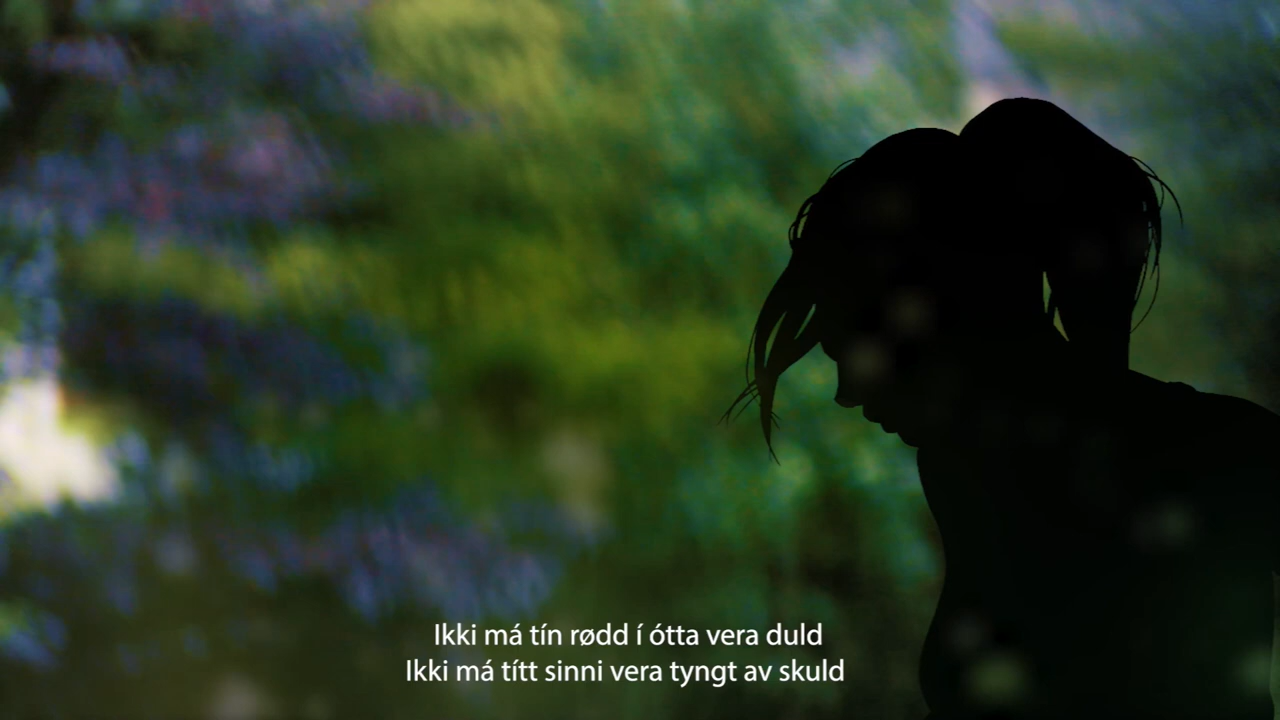 Ikki má tín rødd í ótta vera duld
Ikki má títt sinni vera tyngt av skuld